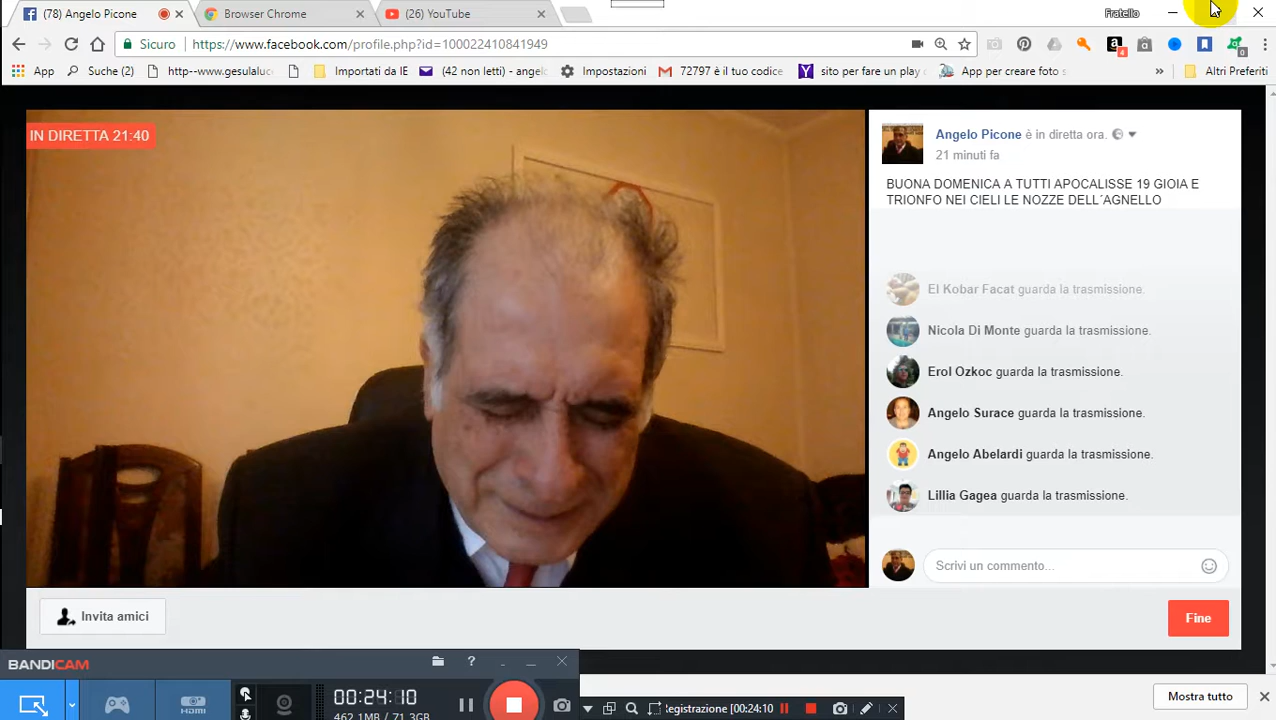 (78) Angelo Picone
Browser Chrome
(26) YouTube
Fratello
Sicuro
https://www.facebook.com/profile.php?id=100022410841949
App
Suche (2)
http--www.gesulaluc
Importati da IE
(42 non letti) - angelo
Impostazioni
72797 è il tuo codice
sito per fare un play
App per creare foto s
»
Altri Preferiti
IN DIRETTA 21:40
Angelo Picone è in diretta ora.
21 minuti fa
BUONA DOMENICA A TUTTI APOCALISSE 19 GIOIA E
TRIONFO NEI CIELI LE NOZZE DELL´AGNELLO
El Kobar Facat guarda la trasmissione.
Nicola Di Monte guarda la trasmissione.
Erol Ozkoc guarda la trasmissione.
Angelo Surace guarda la trasmissione.
Angelo Abelardi guarda la trasmissione.
Lillia Gagea guarda la trasmissione.
Scrivi un commento...
Invita amici
Fine
BANDICAM
Hami
00:24:10
462.1MB / 71.3GB
Registrazione [00:24:10
Mostra tutto